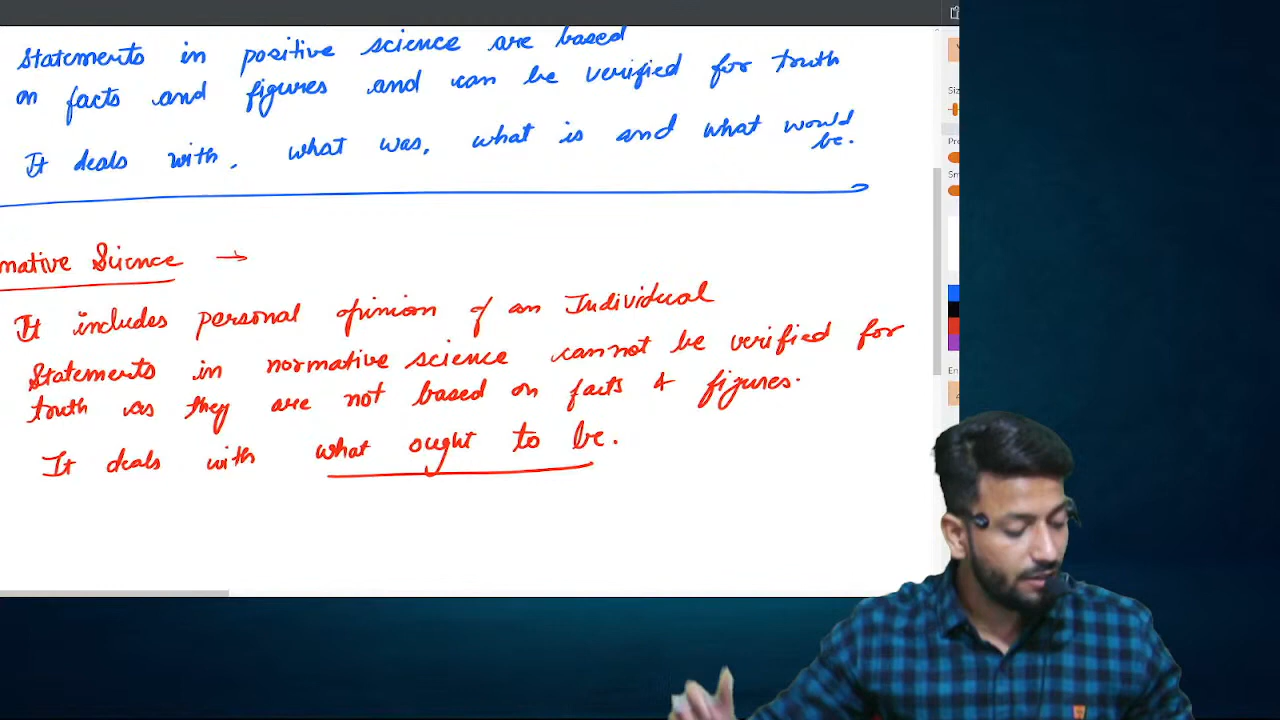 Statements in positive science are based
on facts and figures and can be verified for truth
It deals with, what was, what is and what would be.
mative Science →
It includes personal opinion of an Individual
Statements in normative science cannot be verified for
truth as they are not based on facts & figures.
It deals with what ought to be.